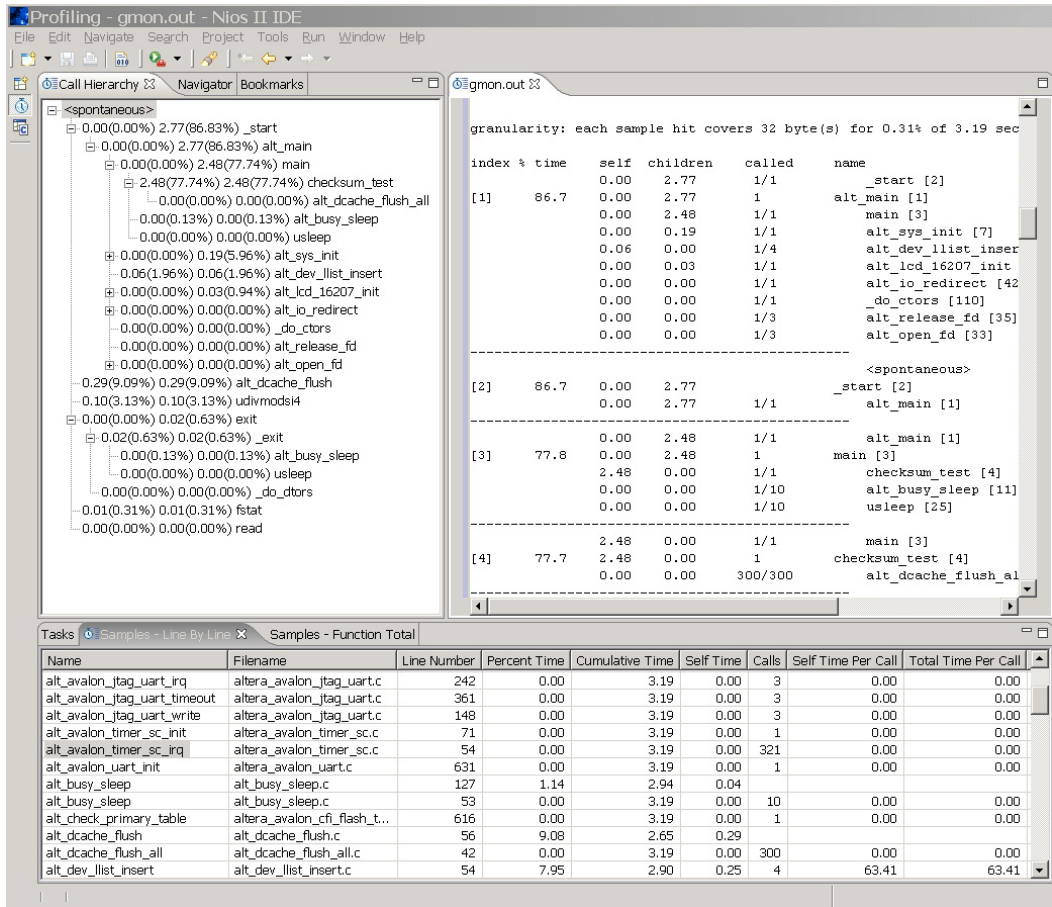 Profiling - gmon.out - Nios II IDE
File Edit Navigate Search Project Tools Run Window Help
Call Hierarchy Navigator Bookmarks
<spontaneous>
0.00(0.00%) 2.77(86.83%) _start
0.00(0.00%) 2.77(86.83%) alt_main
0.00(0.00%) 2.48(77.74%) main
2.48(77.74%) 2.48(77.74%) checksum_test
0.00(0.00%) 0.00(0.00%) alt_dcache_flush_all
0.00(0.13%) 0.00(0.13%) alt_busy_sleep
0.00(0.00%) 0.00(0.00%) usleep
0.00(0.00%) 0.19(5.96%) alt_sys_init
0.06(1.96%) 0.06(1.96%) alt_dev_llist_insert
0.00(0.00%) 0.03(0.94%) alt_lcd_16207_init
0.00(0.00%) 0.00(0.00%) alt_io_redirect
0.00(0.00%) 0.00(0.00%) _do_ctors
0.00(0.00%) 0.00(0.00%) alt_release_fd
0.00(0.00%) 0.00(0.00%) alt_open_fd
0.29(9.09%) 0.29(9.09%) alt_dcache_flush
0.10(3.13%) 0.10(3.13%) udivmodsi4
0.00(0.00%) 0.02(0.63%) exit
0.02(0.63%) 0.02(0.63%) _exit
0.00(0.13%) 0.00(0.13%) alt_busy_sleep
0.00(0.00%) 0.00(0.00%) usleep
0.00(0.00%) 0.00(0.00%) _do_dtors
0.01(0.31%) 0.01(0.31%) fstat
0.00(0.00%) 0.00(0.00%) read
gmon.out
granularity: each sample hit covers 32 byte(s) for 0.31% of 3.19 sec
index % time self children called name
0.00 2.77 1/1 _start [2]
[1] 86.7 0.00 2.77 1 alt_main [1]
0.00 2.48 1/1 main [3]
0.00 0.19 1/1 alt_sys_init [7]
0.06 0.00 1/4 alt_dev_llist_inser
0.00 0.03 1/1 alt_lcd_16207_init
0.00 0.00 1/1 alt_io_redirect [42
0.00 0.00 1/1 _do_ctors [110]
0.00 0.00 1/3 alt_release_fd [35]
0.00 0.00 1/3 alt_open_fd [33]
-----------------------------------------------
<spontaneous>
[2] 86.7 0.00 2.77 _start [2]
0.00 2.77 1/1 alt_main [1]
-----------------------------------------------
0.00 2.48 1/1 alt_main [1]
[3] 77.8 0.00 2.48 1 main [3]
2.48 0.00 1/1 checksum_test [4]
0.00 0.00 1/10 alt_busy_sleep [11]
0.00 0.00 1/10 usleep [25]
-----------------------------------------------
2.48 0.00 1/1 main [3]
[4] 77.7 2.48 0.00 1 checksum_test [4]
0.00 0.00 300/300 alt_dcache_flush_al
-----------------------------------------------
Tasks Samples - Line By Line Samples - Function Total
Name Filename Line Number Percent Time Cumulative Time Self Time Calls Self Time Per Call Total Time Per Call
alt_avalon_jtag_uart_irq altera_avalon_jtag_uart.c 242 0.00 3.19 0.00 3 0.00 0.00
alt_avalon_jtag_uart_timeout altera_avalon_jtag_uart.c 361 0.00 3.19 0.00 3 0.00 0.00
alt_avalon_jtag_uart_write altera_avalon_jtag_uart.c 148 0.00 3.19 0.00 3 0.00 0.00
alt_avalon_timer_sc_init altera_avalon_timer_sc.c 71 0.00 3.19 0.00 1 0.00 0.00
alt_avalon_timer_sc_irq altera_avalon_timer_sc.c 54 0.00 3.19 0.00 321 0.00 0.00
alt_avalon_uart_init altera_avalon_uart.c 631 0.00 3.19 0.00 1 0.00 0.00
alt_busy_sleep alt_busy_sleep.c 127 1.14 2.94 0.04
alt_busy_sleep alt_busy_sleep.c 53 0.00 3.19 0.00 10 0.00 0.00
alt_check_primary_table altera_avalon_cfi_flash_t... 616 0.00 3.19 0.00 1 0.00 0.00
alt_dcache_flush alt_dcache_flush.c 56 9.08 2.65 0.29
alt_dcache_flush_all alt_dcache_flush_all.c 42 0.00 3.19 0.00 300 0.00 0.00
alt_dev_llist_insert alt_dev_llist_insert.c 54 7.95 2.90 0.25 4 63.41 63.41